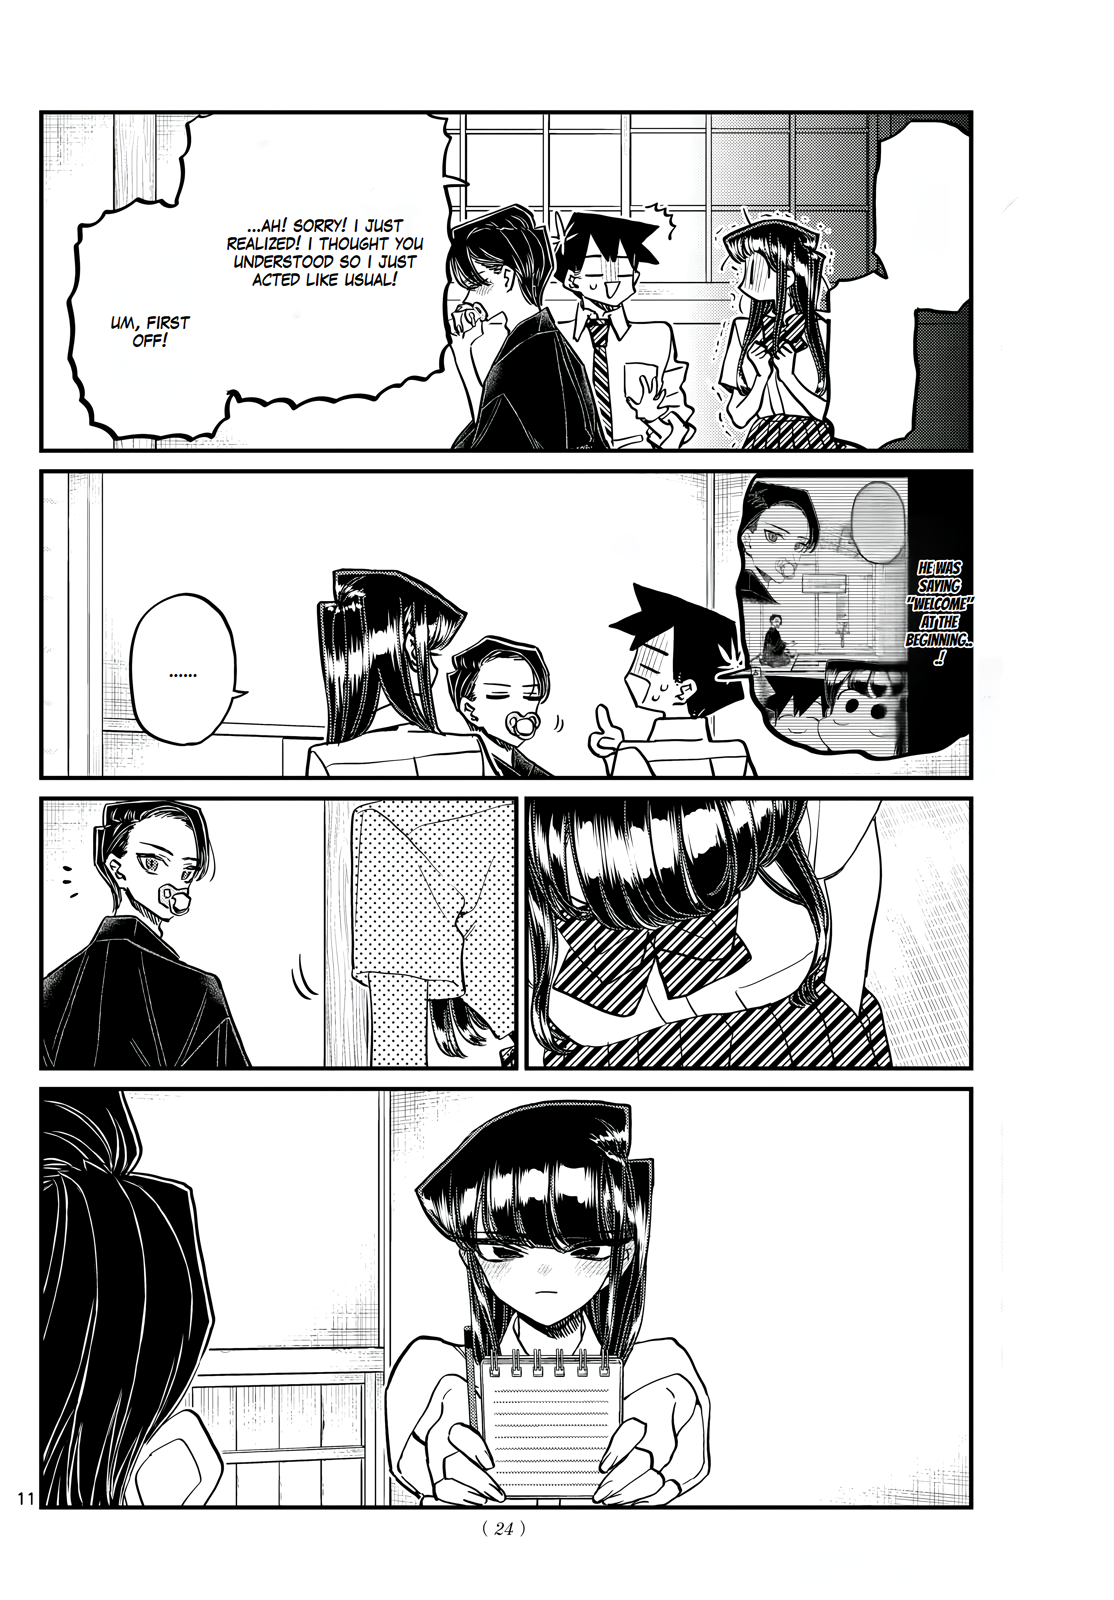 ...AH! SORRY! I JUST
REALIZED! I THOUGHT YOU
UNDERSTOOD SO I JUST
ACTED LIKE USUAL!
UM, FIRST
OFF!
HE WAS
SAYING
"WELCOME"
AT THE
BEGINNING..
.!
......
11
( 24 )